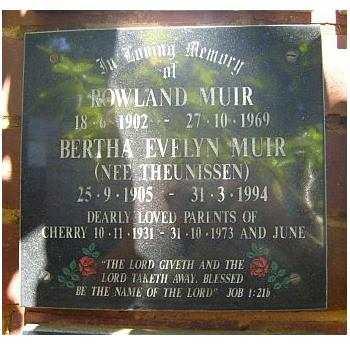 In Loving Memory
of
ROWLAND MUIR
18·6·1902 - 27·10·1969
BERTHA EVELYN MUIR
(NEE THEUNISSEN)
25·9·1905 - 31·3·1994
DEARLY LOVED PARENTS OF
CHERRY 10·11·1931 - 31·10·1973 AND JUNE
"THE LORD GIVETH AND THE
LORD TAKETH AWAY. BLESSED
BE THE NAME OF THE LORD" JOB 1:21b